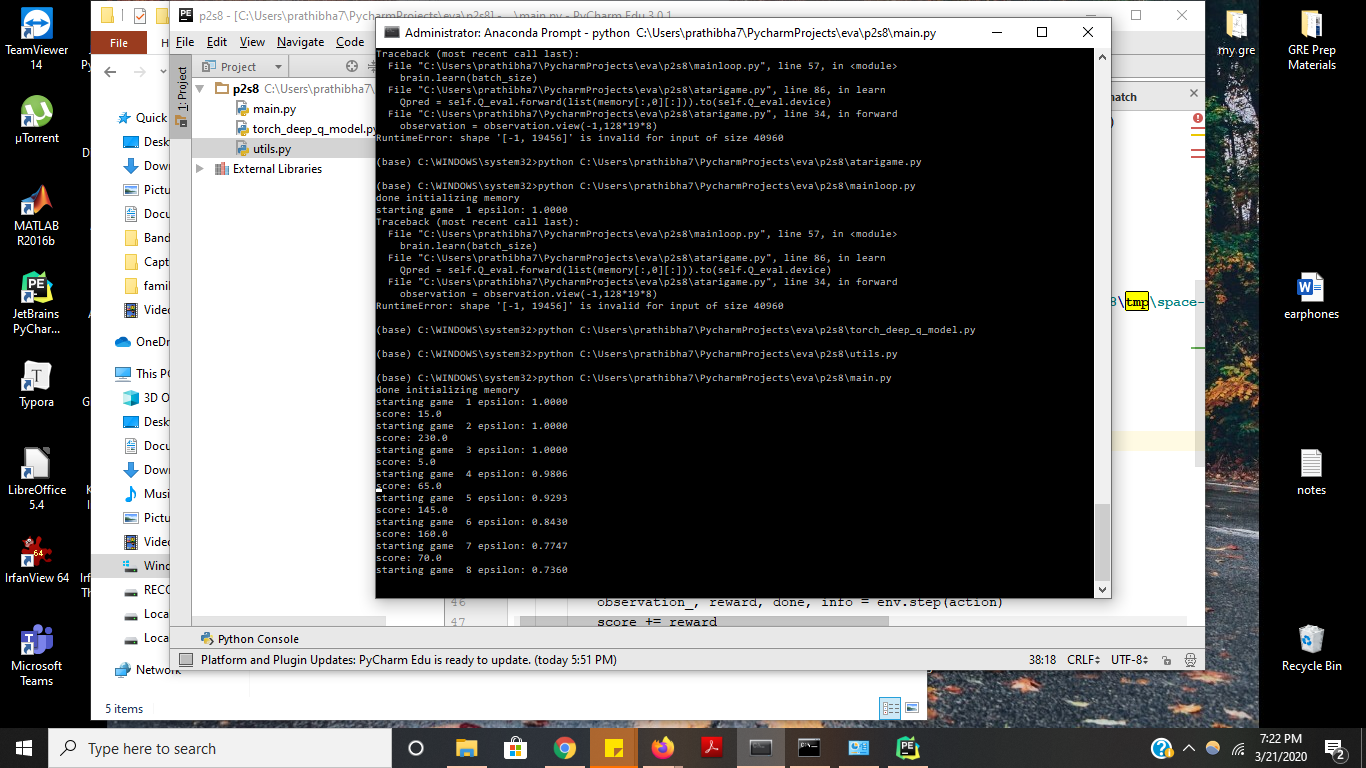 TeamViewer
14
µTorrent
MATLAB
R2016b
JetBrains
PyChar...
Typora
LibreOffice
5.4
IrfanView 64
Microsoft
Teams
my.gre
GRE Prep
Materials
earphones
notes
Recycle Bin
File
Quick
Desk
Down
Pictu
Docu
Band
Capt
famil
Video
OneDr
This PC
3D O
Desk
Docu
Down
Music
Pictu
Video
Wind
RECO
Loca
Loca
Network
5 items
p2s8 - [C:\Users\prathibha7\PycharmProjects\eva\p2s8] - ...\main.py - PyCharm Edu 3.0.1
File Edit View Navigate Code
1: Project
Project
p2s8 C:\Users\prathibha7\
main.py
torch_deep_q_model.py
utils.py
External Libraries
match
8\tmp\space-
Administrator: Anaconda Prompt - python C:\Users\prathibha7\PycharmProjects\eva\p2s8\main.py
Traceback (most recent call last):
File "C:\Users\prathibha7\PycharmProjects\eva\p2s8\mainloop.py", line 57, in <module>
brain.learn(batch_size)
File "C:\Users\prathibha7\PycharmProjects\eva\p2s8\atarigame.py", line 86, in learn
Qpred = self.Q_eval.forward(list(memory[:,0][:])).to(self.Q_eval.device)
File "C:\Users\prathibha7\PycharmProjects\eva\p2s8\atarigame.py", line 34, in forward
observation = observation.view(-1,128*19*8)
RuntimeError: shape '[-1, 19456]' is invalid for input of size 40960
(base) C:\WINDOWS\system32>python C:\Users\prathibha7\PycharmProjects\eva\p2s8\atarigame.py
(base) C:\WINDOWS\system32>python C:\Users\prathibha7\PycharmProjects\eva\p2s8\mainloop.py
done initializing memory
starting game 1 epsilon: 1.0000
Traceback (most recent call last):
File "C:\Users\prathibha7\PycharmProjects\eva\p2s8\mainloop.py", line 57, in <module>
brain.learn(batch_size)
File "C:\Users\prathibha7\PycharmProjects\eva\p2s8\atarigame.py", line 86, in learn
Qpred = self.Q_eval.forward(list(memory[:,0][:])).to(self.Q_eval.device)
File "C:\Users\prathibha7\PycharmProjects\eva\p2s8\atarigame.py", line 34, in forward
observation = observation.view(-1,128*19*8)
RuntimeError: shape '[-1, 19456]' is invalid for input of size 40960
(base) C:\WINDOWS\system32>python C:\Users\prathibha7\PycharmProjects\eva\p2s8\torch_deep_q_model.py
(base) C:\WINDOWS\system32>python C:\Users\prathibha7\PycharmProjects\eva\p2s8\utils.py
(base) C:\WINDOWS\system32>python C:\Users\prathibha7\PycharmProjects\eva\p2s8\main.py
done initializing memory
starting game 1 epsilon: 1.0000
score: 15.0
starting game 2 epsilon: 1.0000
score: 230.0
starting game 3 epsilon: 1.0000
score: 5.0
starting game 4 epsilon: 0.9806
score: 65.0
starting game 5 epsilon: 0.9293
score: 145.0
starting game 6 epsilon: 0.8430
score: 160.0
starting game 7 epsilon: 0.7747
score: 70.0
starting game 8 epsilon: 0.7360
46 observation_, reward, done, info = env.step(action)
47 score += reward
Python Console
Platform and Plugin Updates: PyCharm Edu is ready to update. (today 5:51 PM)
38:18 CRLF UTF-8
Type here to search
7:22 PM
3/21/2020
2